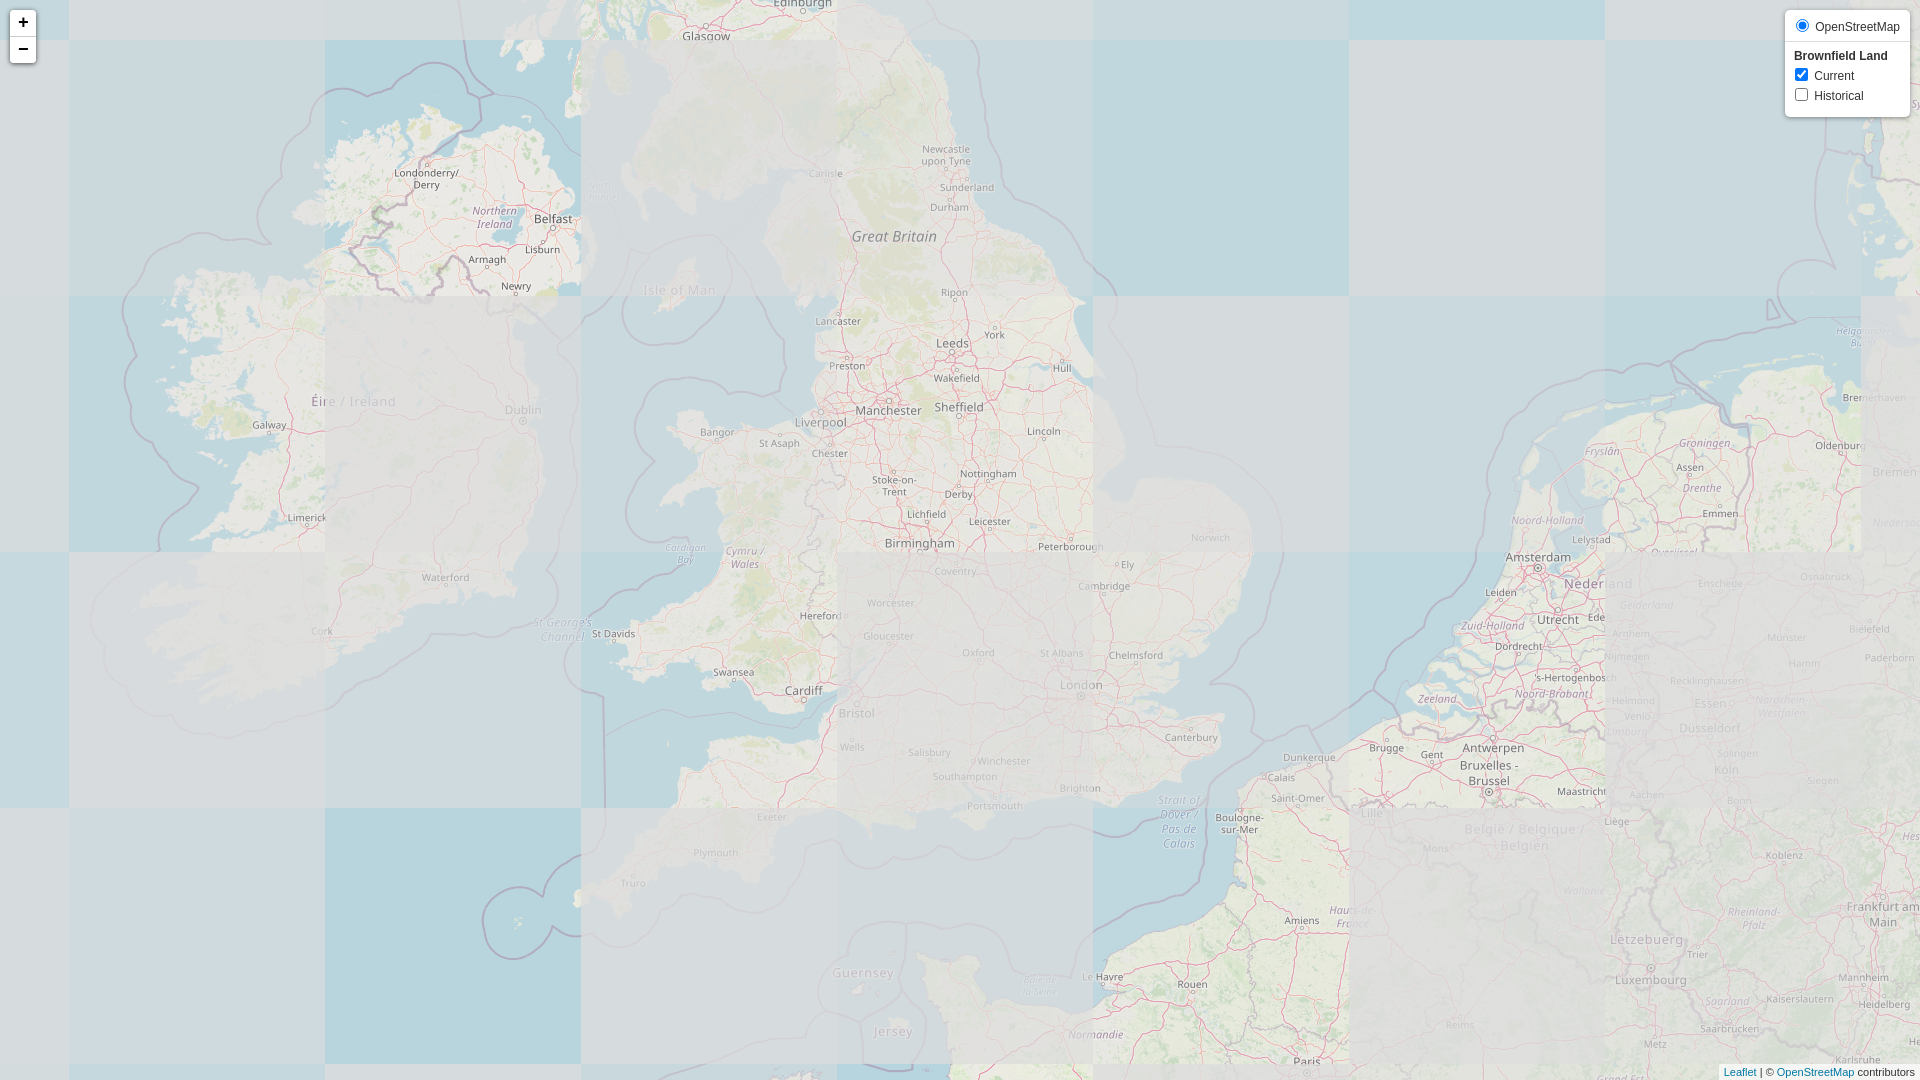 +
−
OpenStreetMap
Brownfield Land
Current
Historical
Edinburgh
Glasgow
Londonderry/
Derry
Northern
Ireland
Belfast
Lisburn
Armagh
Newry
Carlisle
Newcastle
upon Tyne
Sunderland
Durham
Great Britain
Isle of Man
Ripon
Lancaster
York
Leeds
Preston
Hull
Wakefield
Éire / Ireland
Dublin
Galway
Manchester
Sheffield
Liverpool
Bangor
St Asaph
Lincoln
Chester
Stoke-on-
Trent
Nottingham
Derby
Limerick
Lichfield
Leicester
Birmingham
Peterborough
Norwich
Cardigan
Bay
Cymru /
Wales
Waterford
Coventry
Ely
Cambridge
Worcester
Hereford
St George's
Channel
Cork
St Davids
Gloucester
Oxford
St Albans
Chelmsford
Swansea
Cardiff
London
Bristol
Canterbury
Wells
Salisbury
Winchester
Southampton
Brighton
Portsmouth
Exeter
Plymouth
Truro
Strait of
Dover /
Pas de
Calais
Guernsey
Jersey
Baie de
la Seine
Le Havre
Rouen
Normandie
Paris
Amiens
Hauts-de-
France
Boulogne-
sur-Mer
Saint-Omer
Calais
Dunkerque
Lille
Brugge
Gent
Antwerpen
Bruxelles -
Brussel
Maastricht
Zeeland
Noord-Brabant
's-Hertogenbosch
Dordrecht
Zuid-Holland
Utrecht
Ede
Leiden
Nederland
Amsterdam
Lelystad
Noord-Holland
Overijssel
Emmen
Drenthe
Assen
Fryslân
Groningen
Oldenburg
Bremerhaven
Bremen
Enschede
Osnabrück
Gelderland
Arnhem
Nijmegen
Münster
Bielefeld
Hamm
Paderborn
Recklinghausen
Helmond
Essen
Venlo
Limburg
Düsseldorf
Nordrhein-
Westfalen
Solingen
Köln
Siegen
Aachen
Bonn
Liège
België / Belgique /
Belgien
Mons
Koblenz
Wallonie
Rheinland-
Pfalz
Frankfurt am
Main
Lëtzebuerg
Trier
Luxembourg
Mannheim
Saarland
Kaiserslautern
Heidelberg
Saarbrücken
Reims
Metz
Karlsruhe
Grand Est
Leaflet | © OpenStreetMap contributors